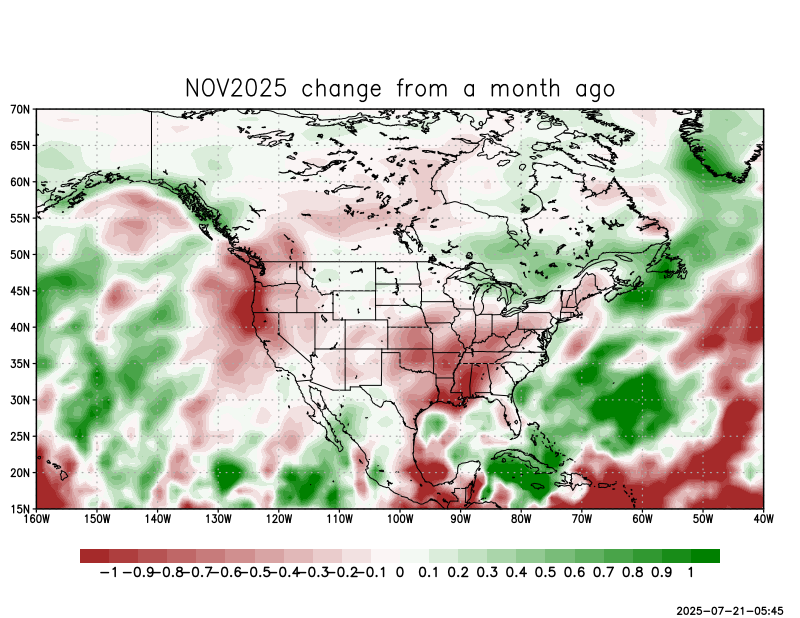 NOV2025 change from a month ago
70N
65N
60N
55N
50N
45N
40N
35N
30N
25N
20N
15N
160W 150W 140W 130W 120W 110W 100W 90W 80W 70W 60W 50W 40W
-1 -0.9 -0.8 -0.7 -0.6 -0.5 -0.4 -0.3 -0.2 -0.1 0 0.1 0.2 0.3 0.4 0.5 0.6 0.7 0.8 0.9 1
2025-07-21-05:45